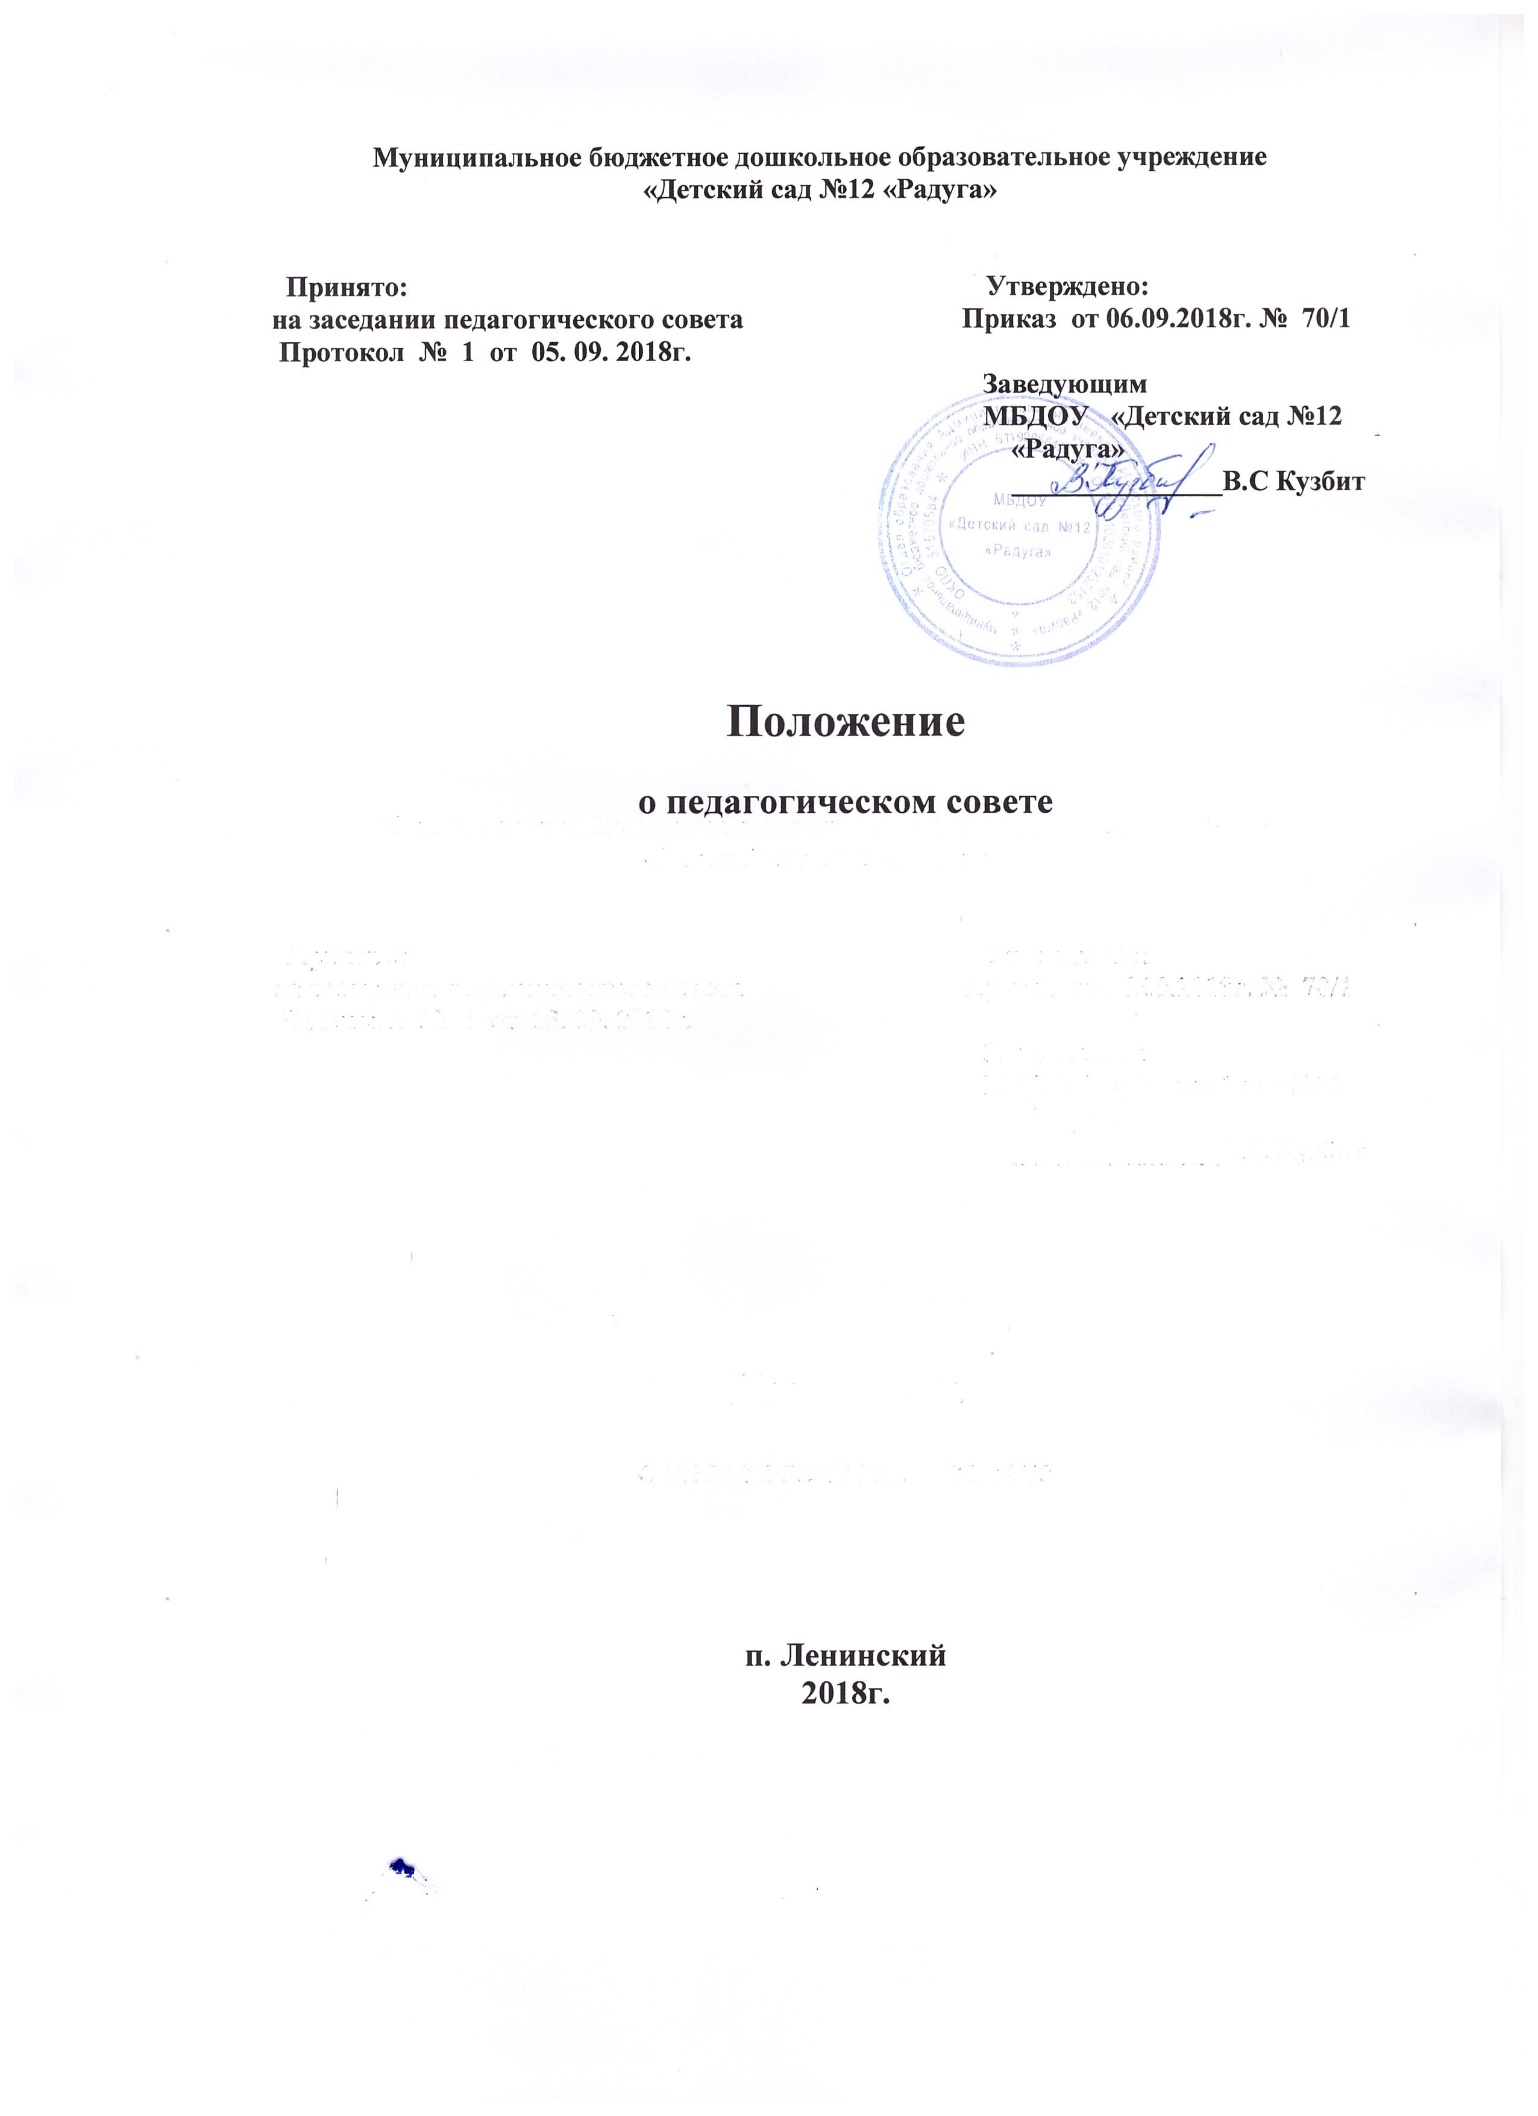 Муниципальное бюджетное дошкольное образовательное учреждение
«Детский сад №12 «Радуга»
Принято:
на заседании педагогического совета
Протокол № 1 от 05. 09. 2018г.
Утверждено:
Приказ от 06.09.2018г. № 70/1
Заведующим
МБДОУ «Детский сад №12
«Радуга»
В.С Кузбит
МБДОУ
«Детский сад №12
«Радуга»
Положение
о педагогическом совете
п. Ленинский
2018г.